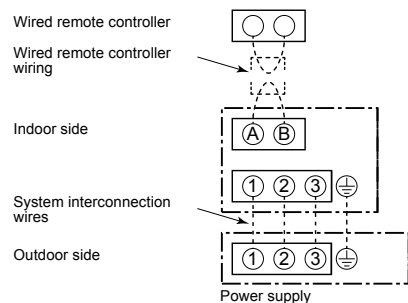 Wired remote controller
Wired remote controller
wiring
Indoor side
A B
1 2 3
System interconnection
wires
Outdoor side
1 2 3
Power supply